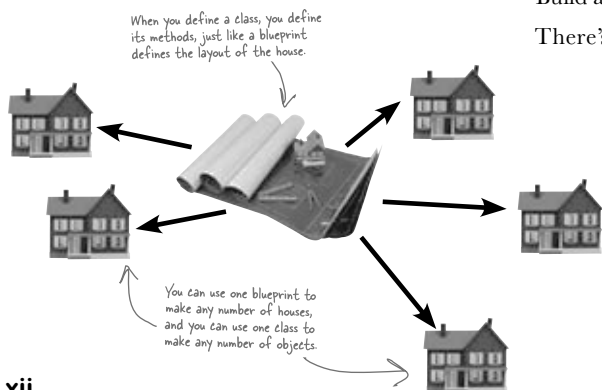 When you define a class, you define
its methods, just like a blueprint
defines the layout of the house.
There's
You can use one blueprint to
make any number of houses,
and you can use one class to
make any number of objects.
xii